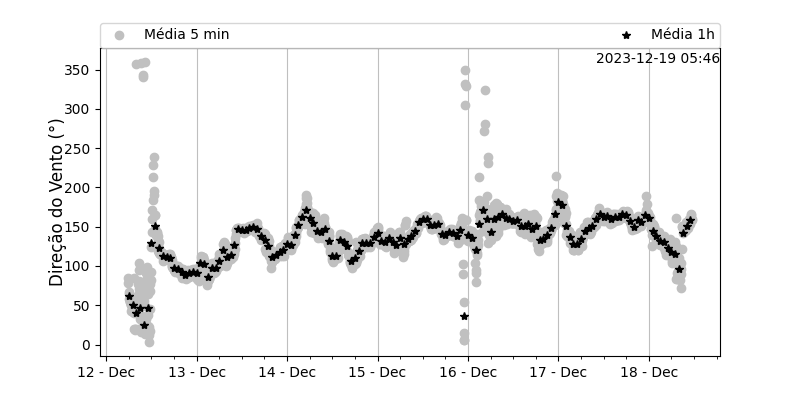 Média 5 min
Média 1h
2023-12-19 05:46
Direção do Vento (°)
350
300
250
200
150
100
50
0
12 - Dec
13 - Dec
14 - Dec
15 - Dec
16 - Dec
17 - Dec
18 - Dec